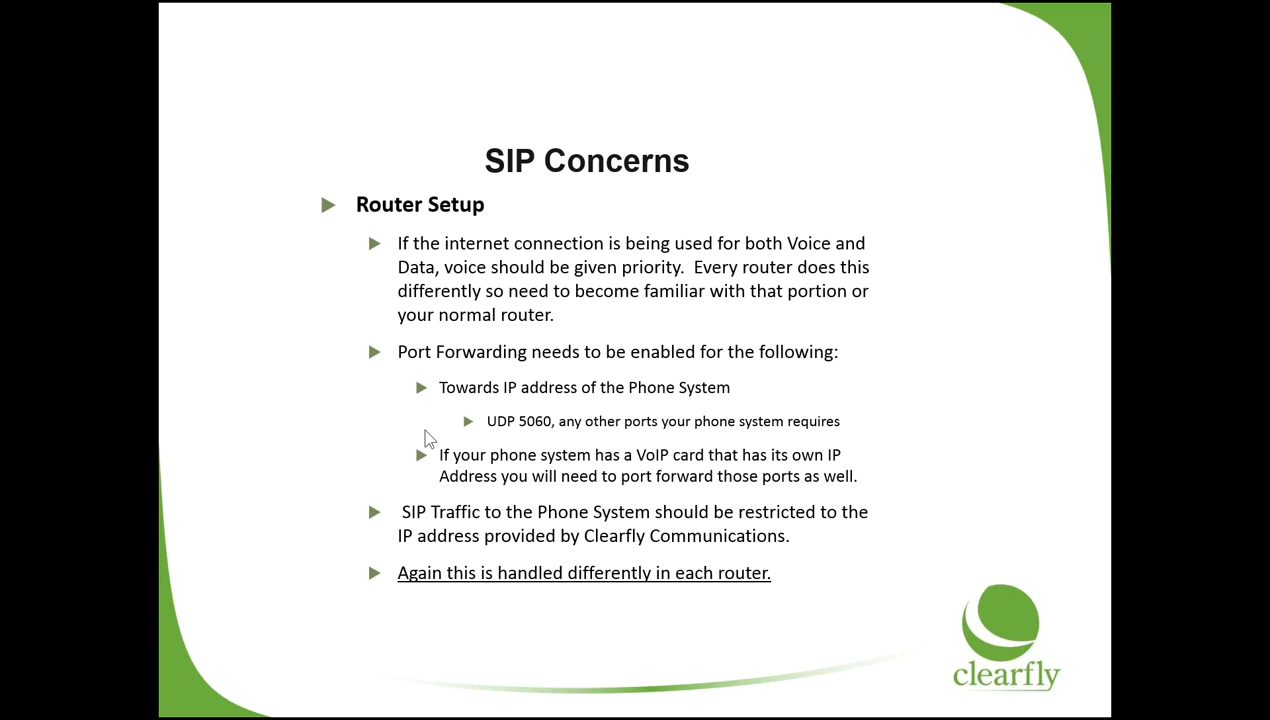 SIP Concerns
Router Setup
If the internet connection is being used for both Voice and
Data, voice should be given priority.  Every router does this
differently so need to become familiar with that portion or
your normal router.
Port Forwarding needs to be enabled for the following:
Towards IP address of the Phone System
UDP 5060, any other ports your phone system requires
If your phone system has a VoIP card that has its own IP
Address you will need to port forward those ports as well.
SIP Traffic to the Phone System should be restricted to the
IP address provided by Clearfly Communications.
Again this is handled differently in each router.
clearfly